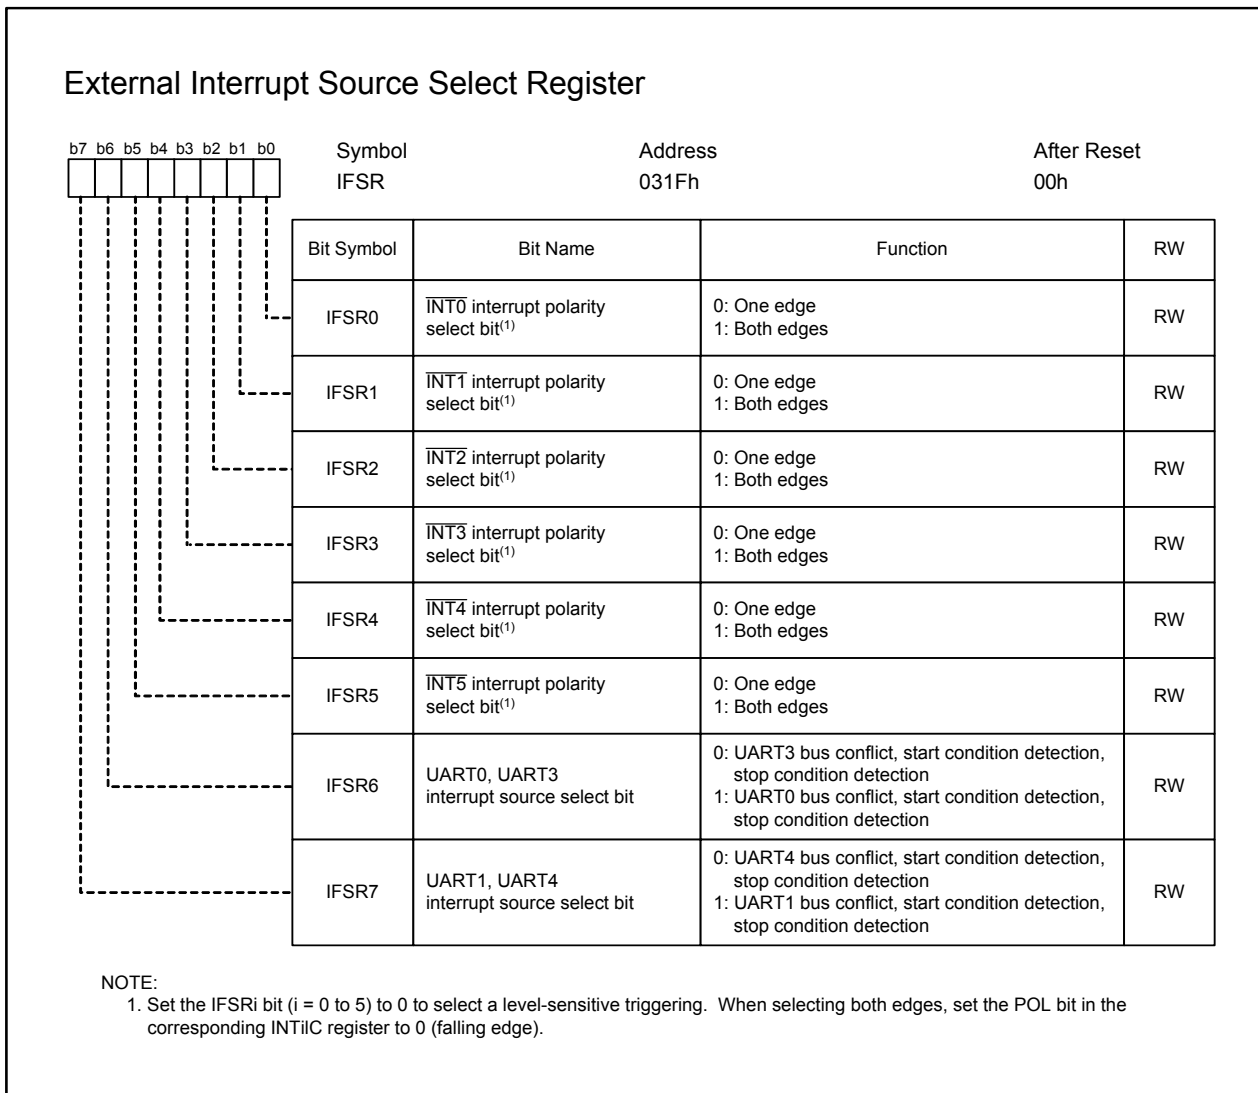 External Interrupt Source Select Register
b7 b6 b5 b4 b3 b2 b1 b0
Symbol Address After Reset
IFSR 031Fh 00h
Bit Symbol Bit Name Function RW
IFSR0
INT0 interrupt polarity
select bit(1)
0: One edge
1: Both edges
RW
IFSR1
INT1 interrupt polarity
select bit(1)
0: One edge
1: Both edges
RW
IFSR2
INT2 interrupt polarity
select bit(1)
0: One edge
1: Both edges
RW
IFSR3
INT3 interrupt polarity
select bit(1)
0: One edge
1: Both edges
RW
IFSR4
INT4 interrupt polarity
select bit(1)
0: One edge
1: Both edges
RW
IFSR5
INT5 interrupt polarity
select bit(1)
0: One edge
1: Both edges
RW
IFSR6
UART0, UART3
interrupt source select bit
0: UART3 bus conflict, start condition detection,
stop condition detection
1: UART0 bus conflict, start condition detection,
stop condition detection
RW
IFSR7
UART1, UART4
interrupt source select bit
0: UART4 bus conflict, start condition detection,
stop condition detection
1: UART1 bus conflict, start condition detection,
stop condition detection
RW
NOTE:
1. Set the IFSRi bit (i = 0 to 5) to 0 to select a level-sensitive triggering. When selecting both edges, set the POL bit in the
corresponding INTiIC register to 0 (falling edge).